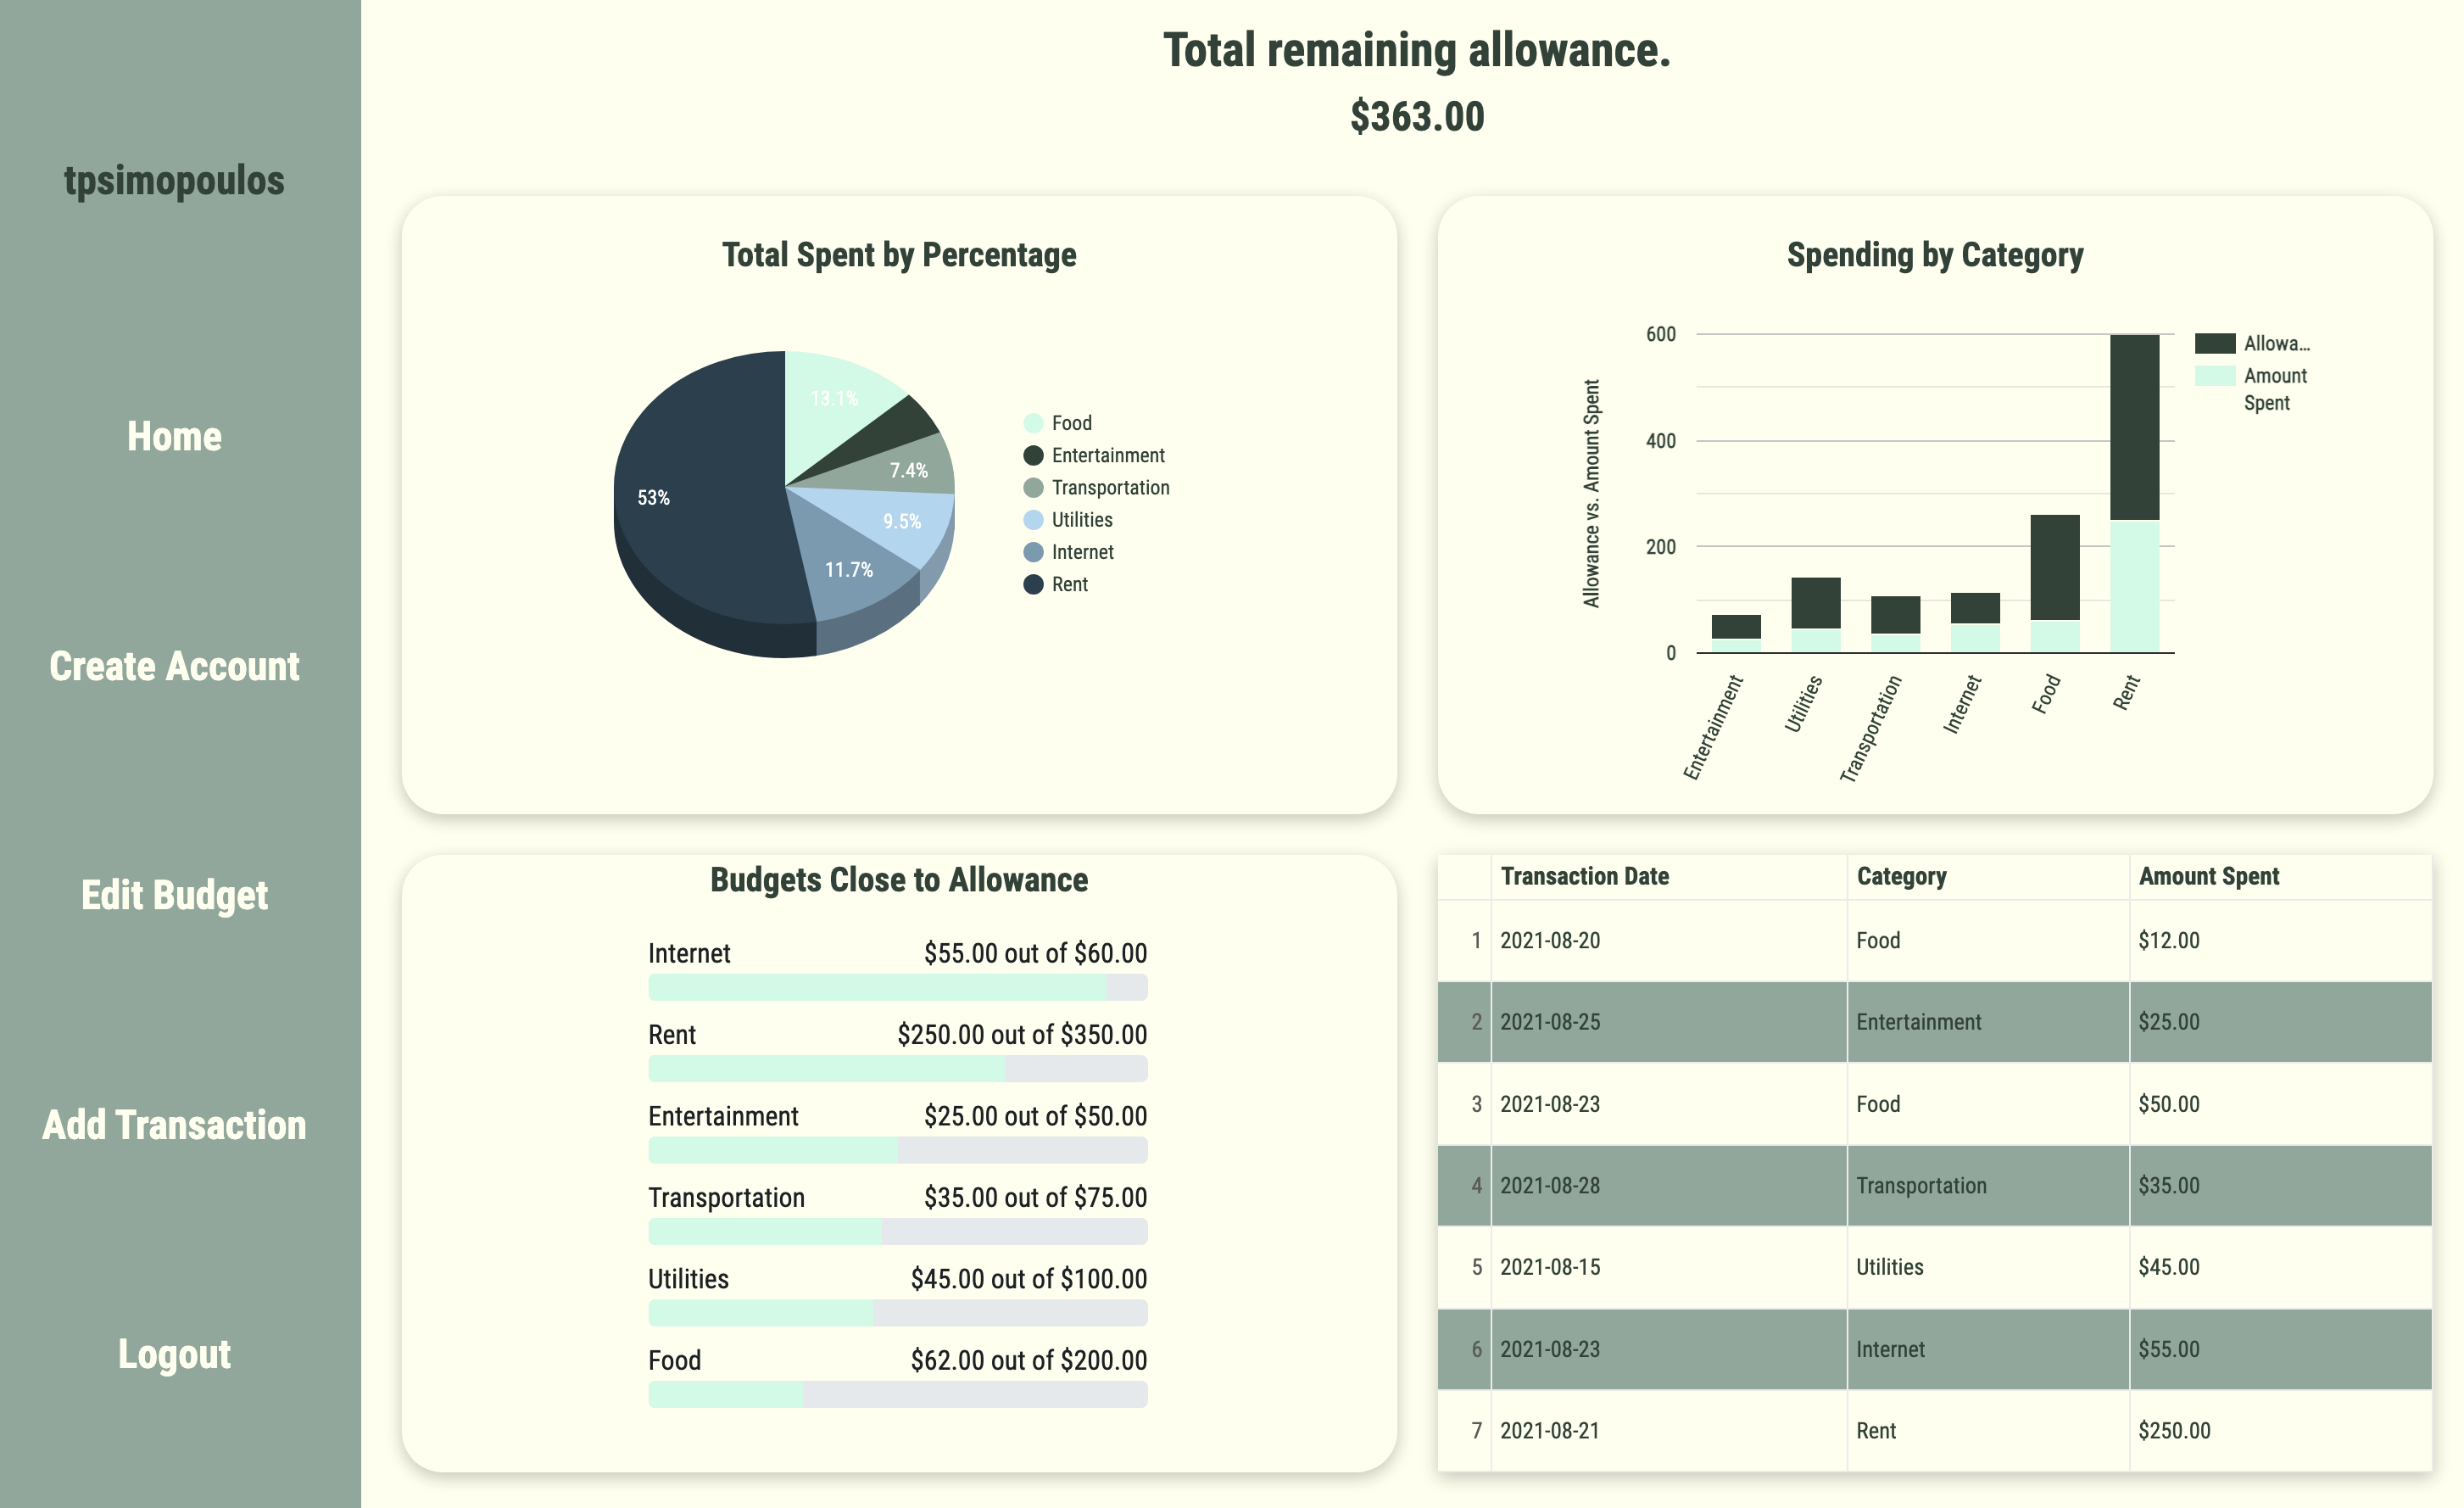 tpsimopoulos
Home
Create Account
Edit Budget
Add Transaction
Logout
Total remaining allowance.
$363.00
Total Spent by Percentage
13.1%
7.4%
9.5%
11.7%
53%
Food
Entertainment
Transportation
Utilities
Internet
Rent
Spending by Category
Allowance vs. Amount Spent
600
400
200
0
Entertainment
Utilities
Transportation
Internet
Food
Rent
Allowa...
Amount
Spent
Budgets Close to Allowance
Internet $55.00 out of $60.00
Rent $250.00 out of $350.00
Entertainment $25.00 out of $50.00
Transportation $35.00 out of $75.00
Utilities $45.00 out of $100.00
Food $62.00 out of $200.00
Transaction Date Category Amount Spent
1 2021-08-20 Food $12.00
2 2021-08-25 Entertainment $25.00
3 2021-08-23 Food $50.00
4 2021-08-28 Transportation $35.00
5 2021-08-15 Utilities $45.00
6 2021-08-23 Internet $55.00
7 2021-08-21 Rent $250.00